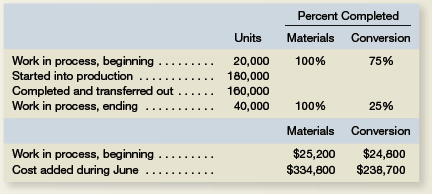 Percent Completed
Units Materials Conversion
Work in process, beginning ......... 20,000 100% 75%
Started into production ............ 180,000
Completed and transferred out ...... 160,000
Work in process, ending ........... 40,000 100% 25%
Materials Conversion
Work in process, beginning ......... $25,200 $24,800
Cost added during June ........... $334,800 $238,700